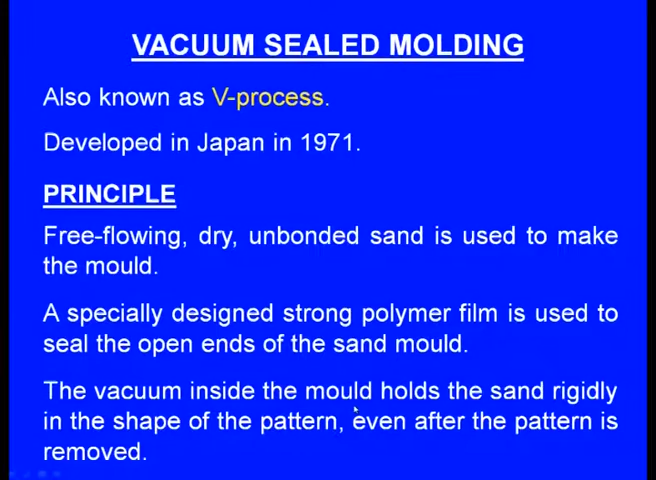 VACUUM SEALED MOLDING
Also known as V-process.
Developed in Japan in 1971.
PRINCIPLE
Free-flowing, dry, unbonded sand is used to make
the mould.
A specially designed strong polymer film is used to
seal the open ends of the sand mould.
The vacuum inside the mould holds the sand rigidly
in the shape of the pattern, even after the pattern is
removed.